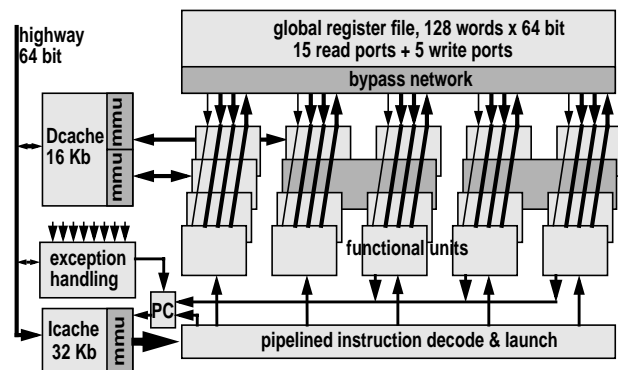 highway
64 bit
global register file, 128 words x 64 bit
15 read ports + 5 write ports
bypass network
Dcache
16 Kb
mmu
mmu
functional units
exception
handling
PC
Icache
32 Kb
mmu
pipelined instruction decode & launch